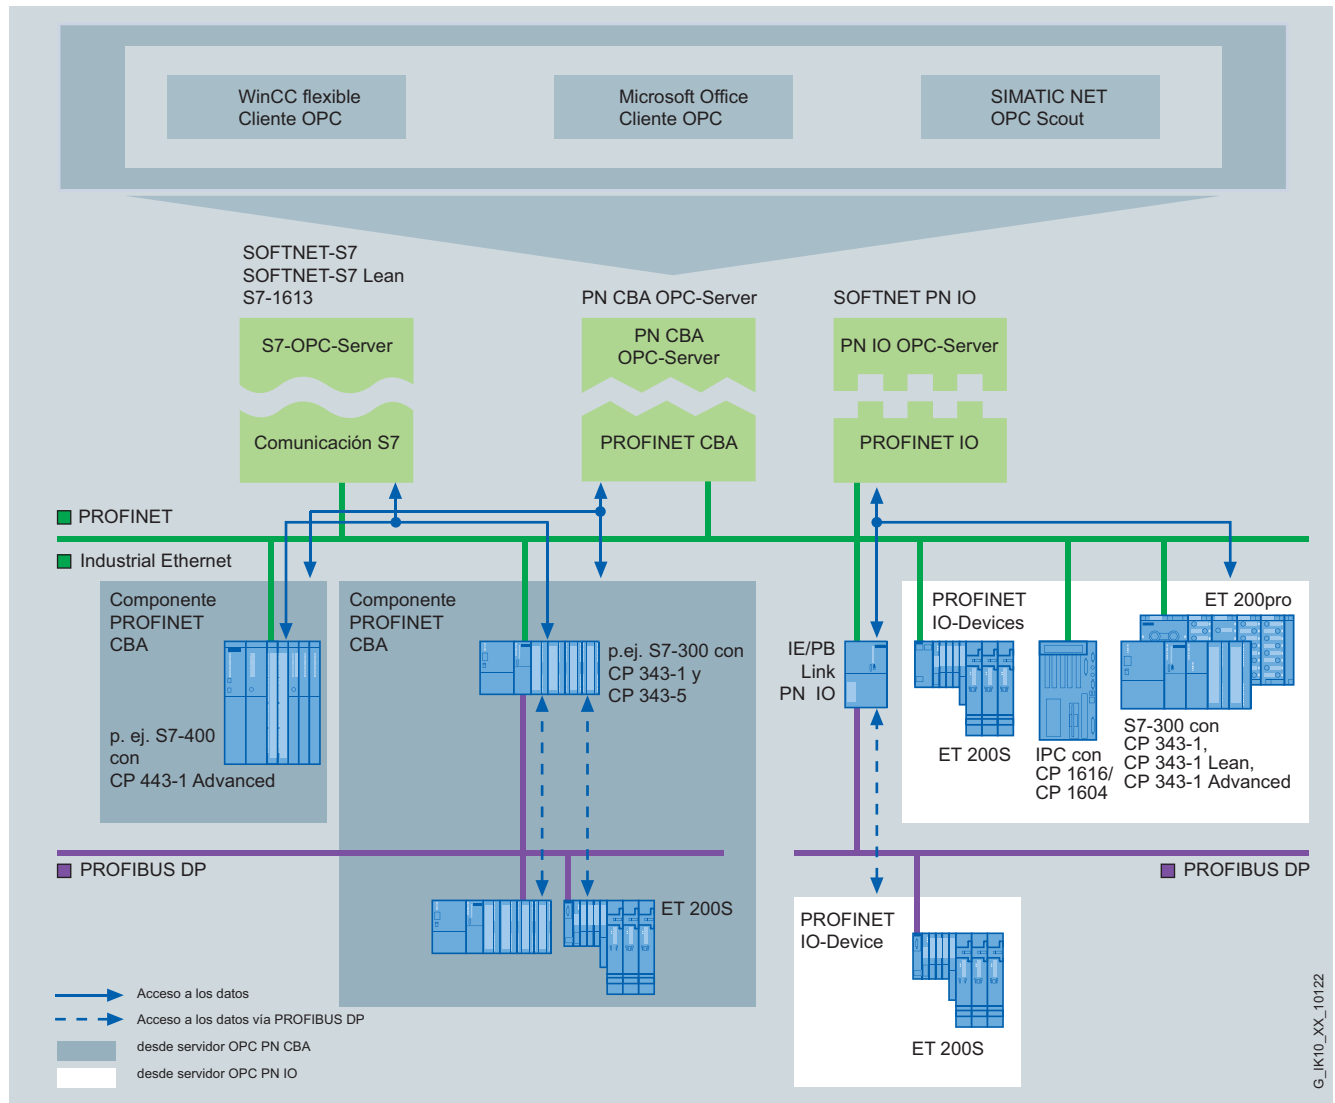 WinCC flexible
Cliente OPC
Microsoft Office
Cliente OPC
SIMATIC NET
OPC Scout
SOFTNET-S7
SOFTNET-S7 Lean
S7-1613
PN CBA OPC-Server
SOFTNET PN IO
S7-OPC-Server
PN CBA
OPC-Server
PN IO OPC-Server
Comunicación S7
PROFINET CBA
PROFINET IO
PROFINET
Industrial Ethernet
Componente
PROFINET
CBA
p. ej. S7-400
con
CP 443-1 Advanced
Componente
PROFINET
CBA
p.ej. S7-300 con
CP 343-1 y
CP 343-5
IE/PB
Link
PN IO
PROFINET
IO-Devices
ET 200S
IPC con
CP 1616/
CP 1604
ET 200pro
S7-300 con
CP 343-1,
CP 343-1 Lean,
CP 343-1 Advanced
PROFIBUS DP
PROFIBUS DP
ET 200S
PROFINET
IO-Device
ET 200S
Acceso a los datos
Acceso a los datos vía PROFIBUS DP
desde servidor OPC PN CBA
desde servidor OPC PN IO
G_IK10_XX_10122